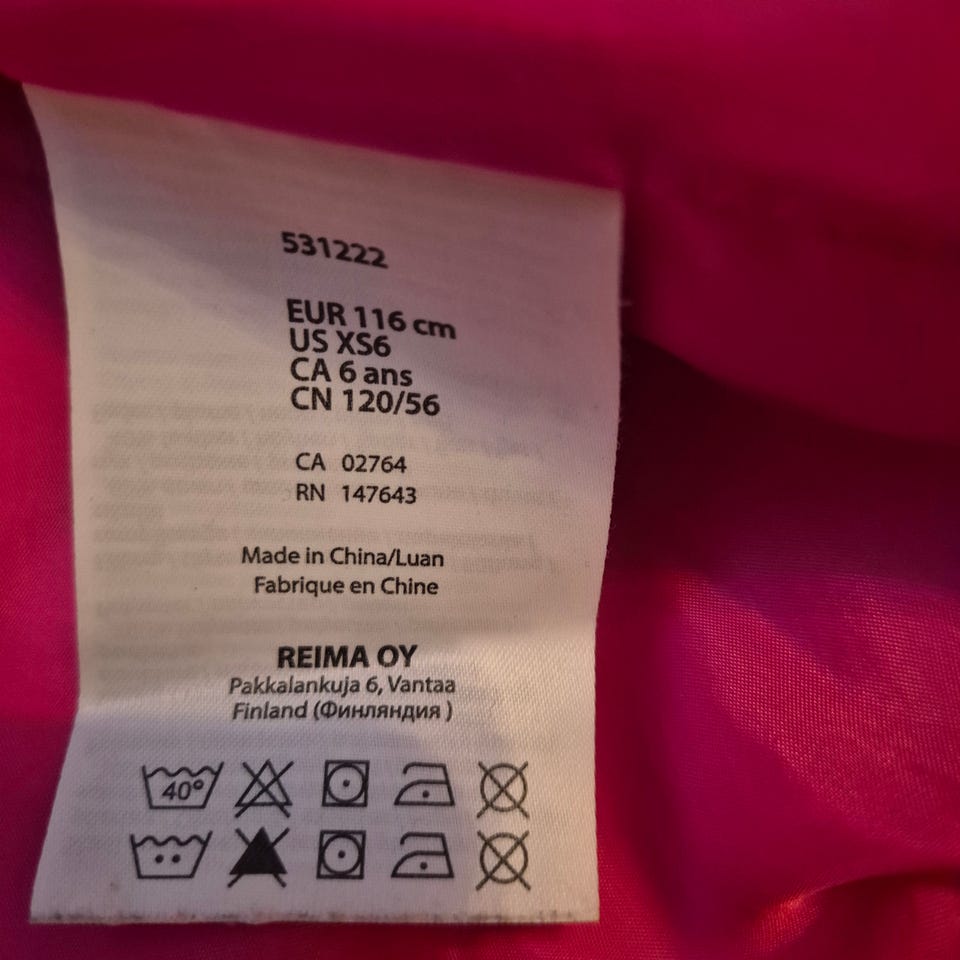 531222
EUR 116 cm
US XS6
CA 6 ans
CN 120/56
CA 02764
RN 147643
Made in China/Luan
Fabrique en Chine
REIMA OY
Pakkalankuja 6, Vantaa
Finland (Финляндия )
40°